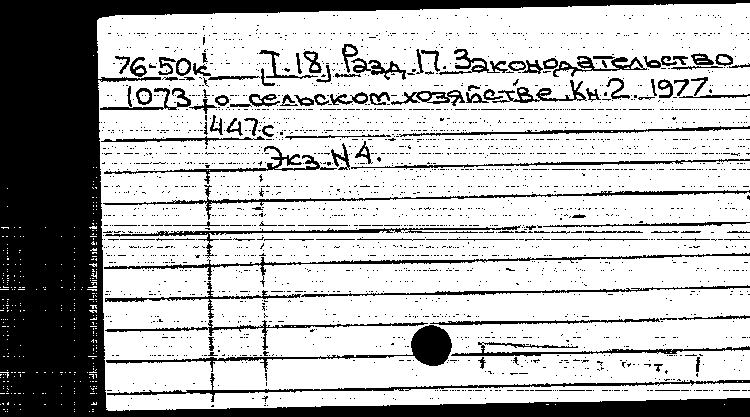 76-50к [Т.18] Разд. 17. Законодательство
1073 о сельском хозяйстве. Кн.2. 1977.
447с.
Экз. N 4.